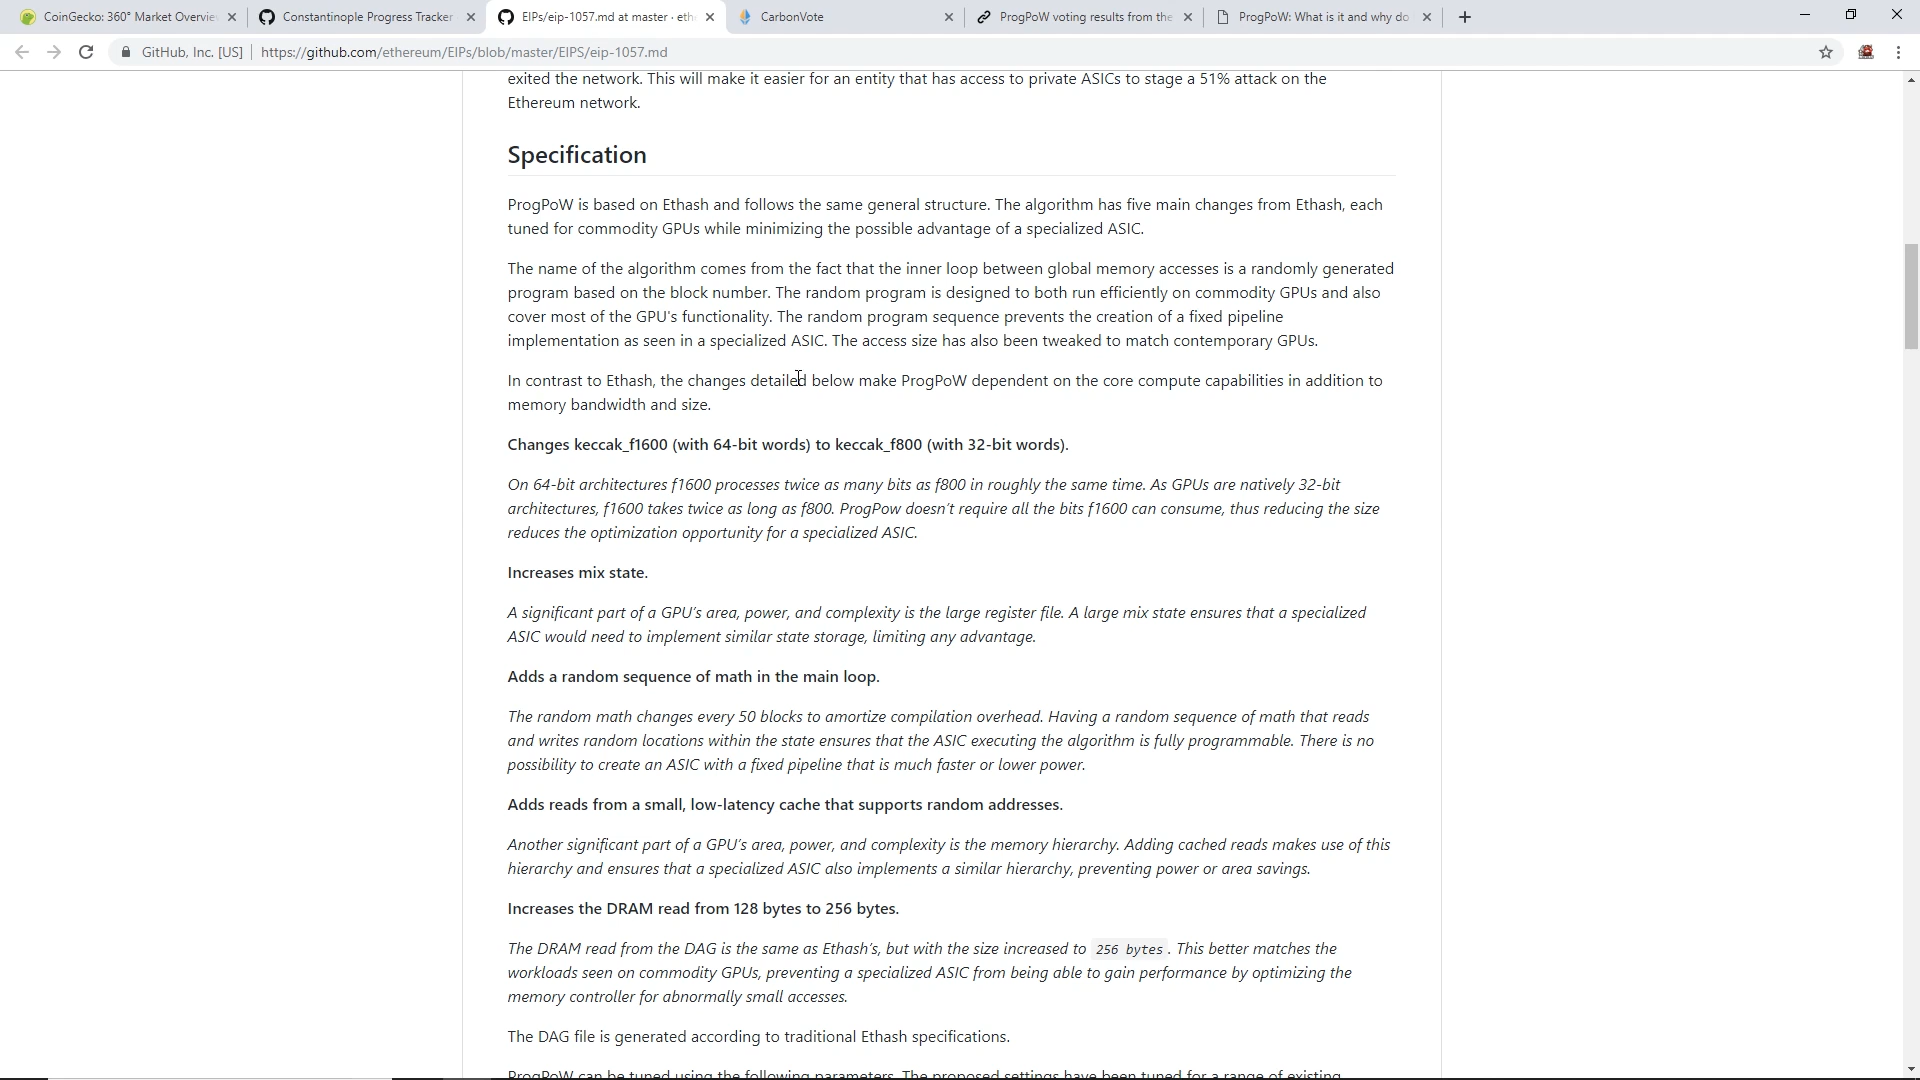 CoinGecko: 360° Market Overvie
Constantinople Progress Tracker
EIPs/eip-1057.md at master · eth
CarbonVote
ProgPoW voting results from the
ProgPoW: What is it and why do
GitHub, Inc. [US]
https://github.com/ethereum/EIPs/blob/master/EIPS/eip-1057.md
exited the network. This will make it easier for an entity that has access to private ASICs to stage a 51% attack on the
Ethereum network.
Specification
ProgPoW is based on Ethash and follows the same general structure. The algorithm has five main changes from Ethash, each
tuned for commodity GPUs while minimizing the possible advantage of a specialized ASIC.
The name of the algorithm comes from the fact that the inner loop between global memory accesses is a randomly generated
program based on the block number. The random program is designed to both run efficiently on commodity GPUs and also
cover most of the GPU's functionality. The random program sequence prevents the creation of a fixed pipeline
implementation as seen in a specialized ASIC. The access size has also been tweaked to match contemporary GPUs.
In contrast to Ethash, the changes detailed below make ProgPoW dependent on the core compute capabilities in addition to
memory bandwidth and size.
Changes keccak_f1600 (with 64-bit words) to keccak_f800 (with 32-bit words).
On 64-bit architectures f1600 processes twice as many bits as f800 in roughly the same time. As GPUs are natively 32-bit
architectures, f1600 takes twice as long as f800. ProgPow doesn't require all the bits f1600 can consume, thus reducing the size
reduces the optimization opportunity for a specialized ASIC.
Increases mix state.
A significant part of a GPU's area, power, and complexity is the large register file. A large mix state ensures that a specialized
ASIC would need to implement similar state storage, limiting any advantage.
Adds a random sequence of math in the main loop.
The random math changes every 50 blocks to amortize compilation overhead. Having a random sequence of math that reads
and writes random locations within the state ensures that the ASIC executing the algorithm is fully programmable. There is no
possibility to create an ASIC with a fixed pipeline that is much faster or lower power.
Adds reads from a small, low-latency cache that supports random addresses.
Another significant part of a GPU's area, power, and complexity is the memory hierarchy. Adding cached reads makes use of this
hierarchy and ensures that a specialized ASIC also implements a similar hierarchy, preventing power or area savings.
Increases the DRAM read from 128 bytes to 256 bytes.
The DRAM read from the DAG is the same as Ethash's, but with the size increased to 256 bytes. This better matches the
workloads seen on commodity GPUs, preventing a specialized ASIC from being able to gain performance by optimizing the
memory controller for abnormally small accesses.
The DAG file is generated according to traditional Ethash specifications.
ProgPoW can be tuned using the following parameters. The proposed settings have been tuned for a range of existing,